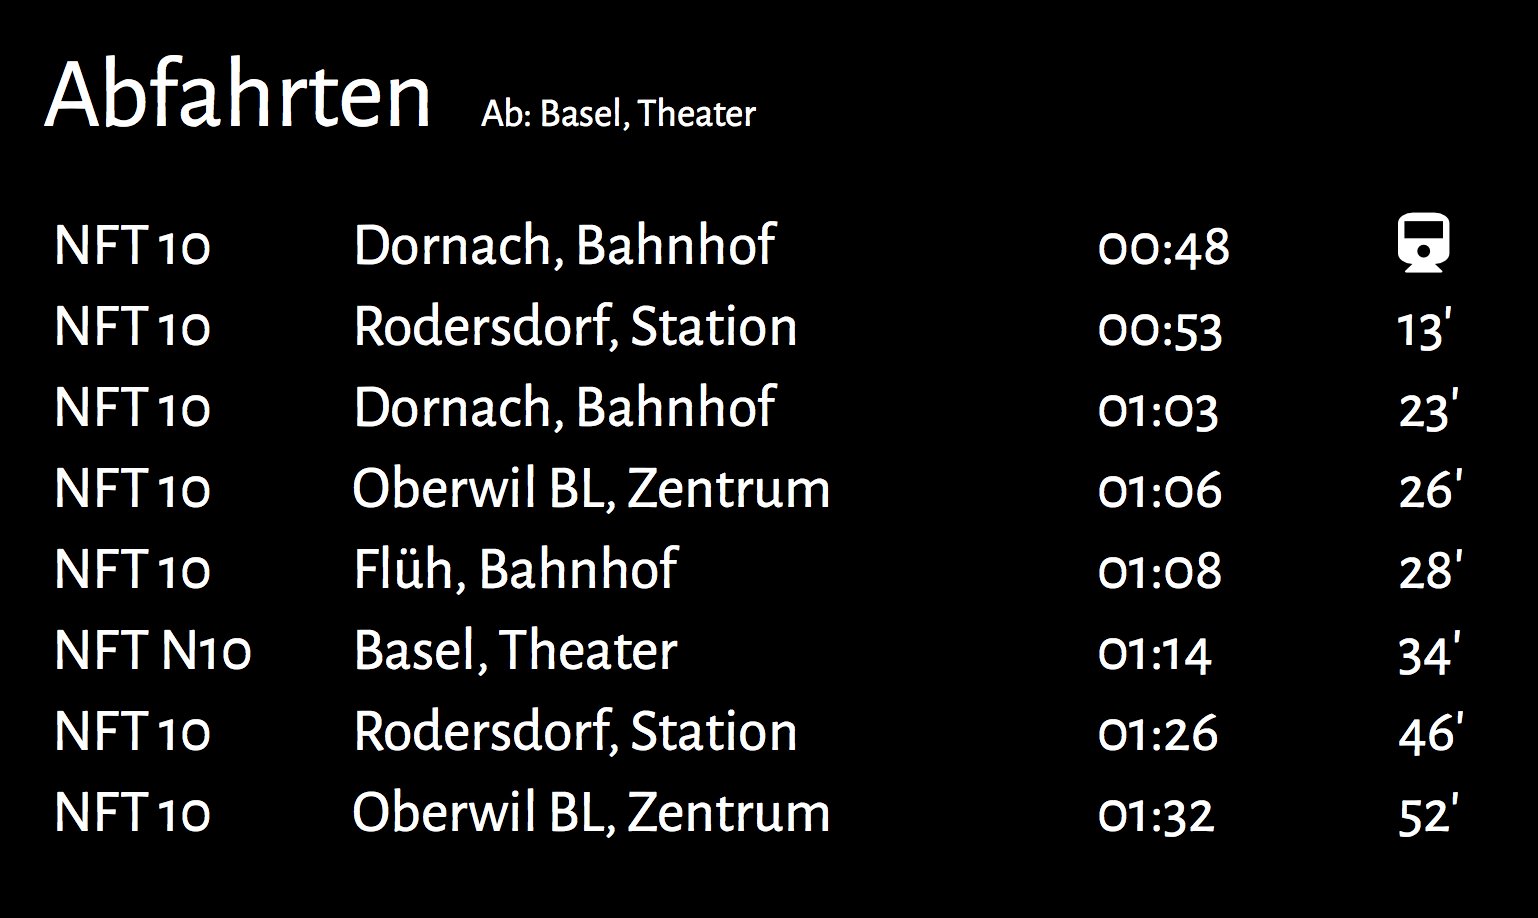 Abfahrten Ab: Basel, Theater
NFT 10 Dornach, Bahnhof 00:48
NFT 10 Rodersdorf, Station 00:53 13'
NFT 10 Dornach, Bahnhof 01:03 23'
NFT 10 Oberwil BL, Zentrum 01:06 26'
NFT 10 Flüh, Bahnhof 01:08 28'
NFT N10 Basel, Theater 01:14 34'
NFT 10 Rodersdorf, Station 01:26 46'
NFT 10 Oberwil BL, Zentrum 01:32 52'